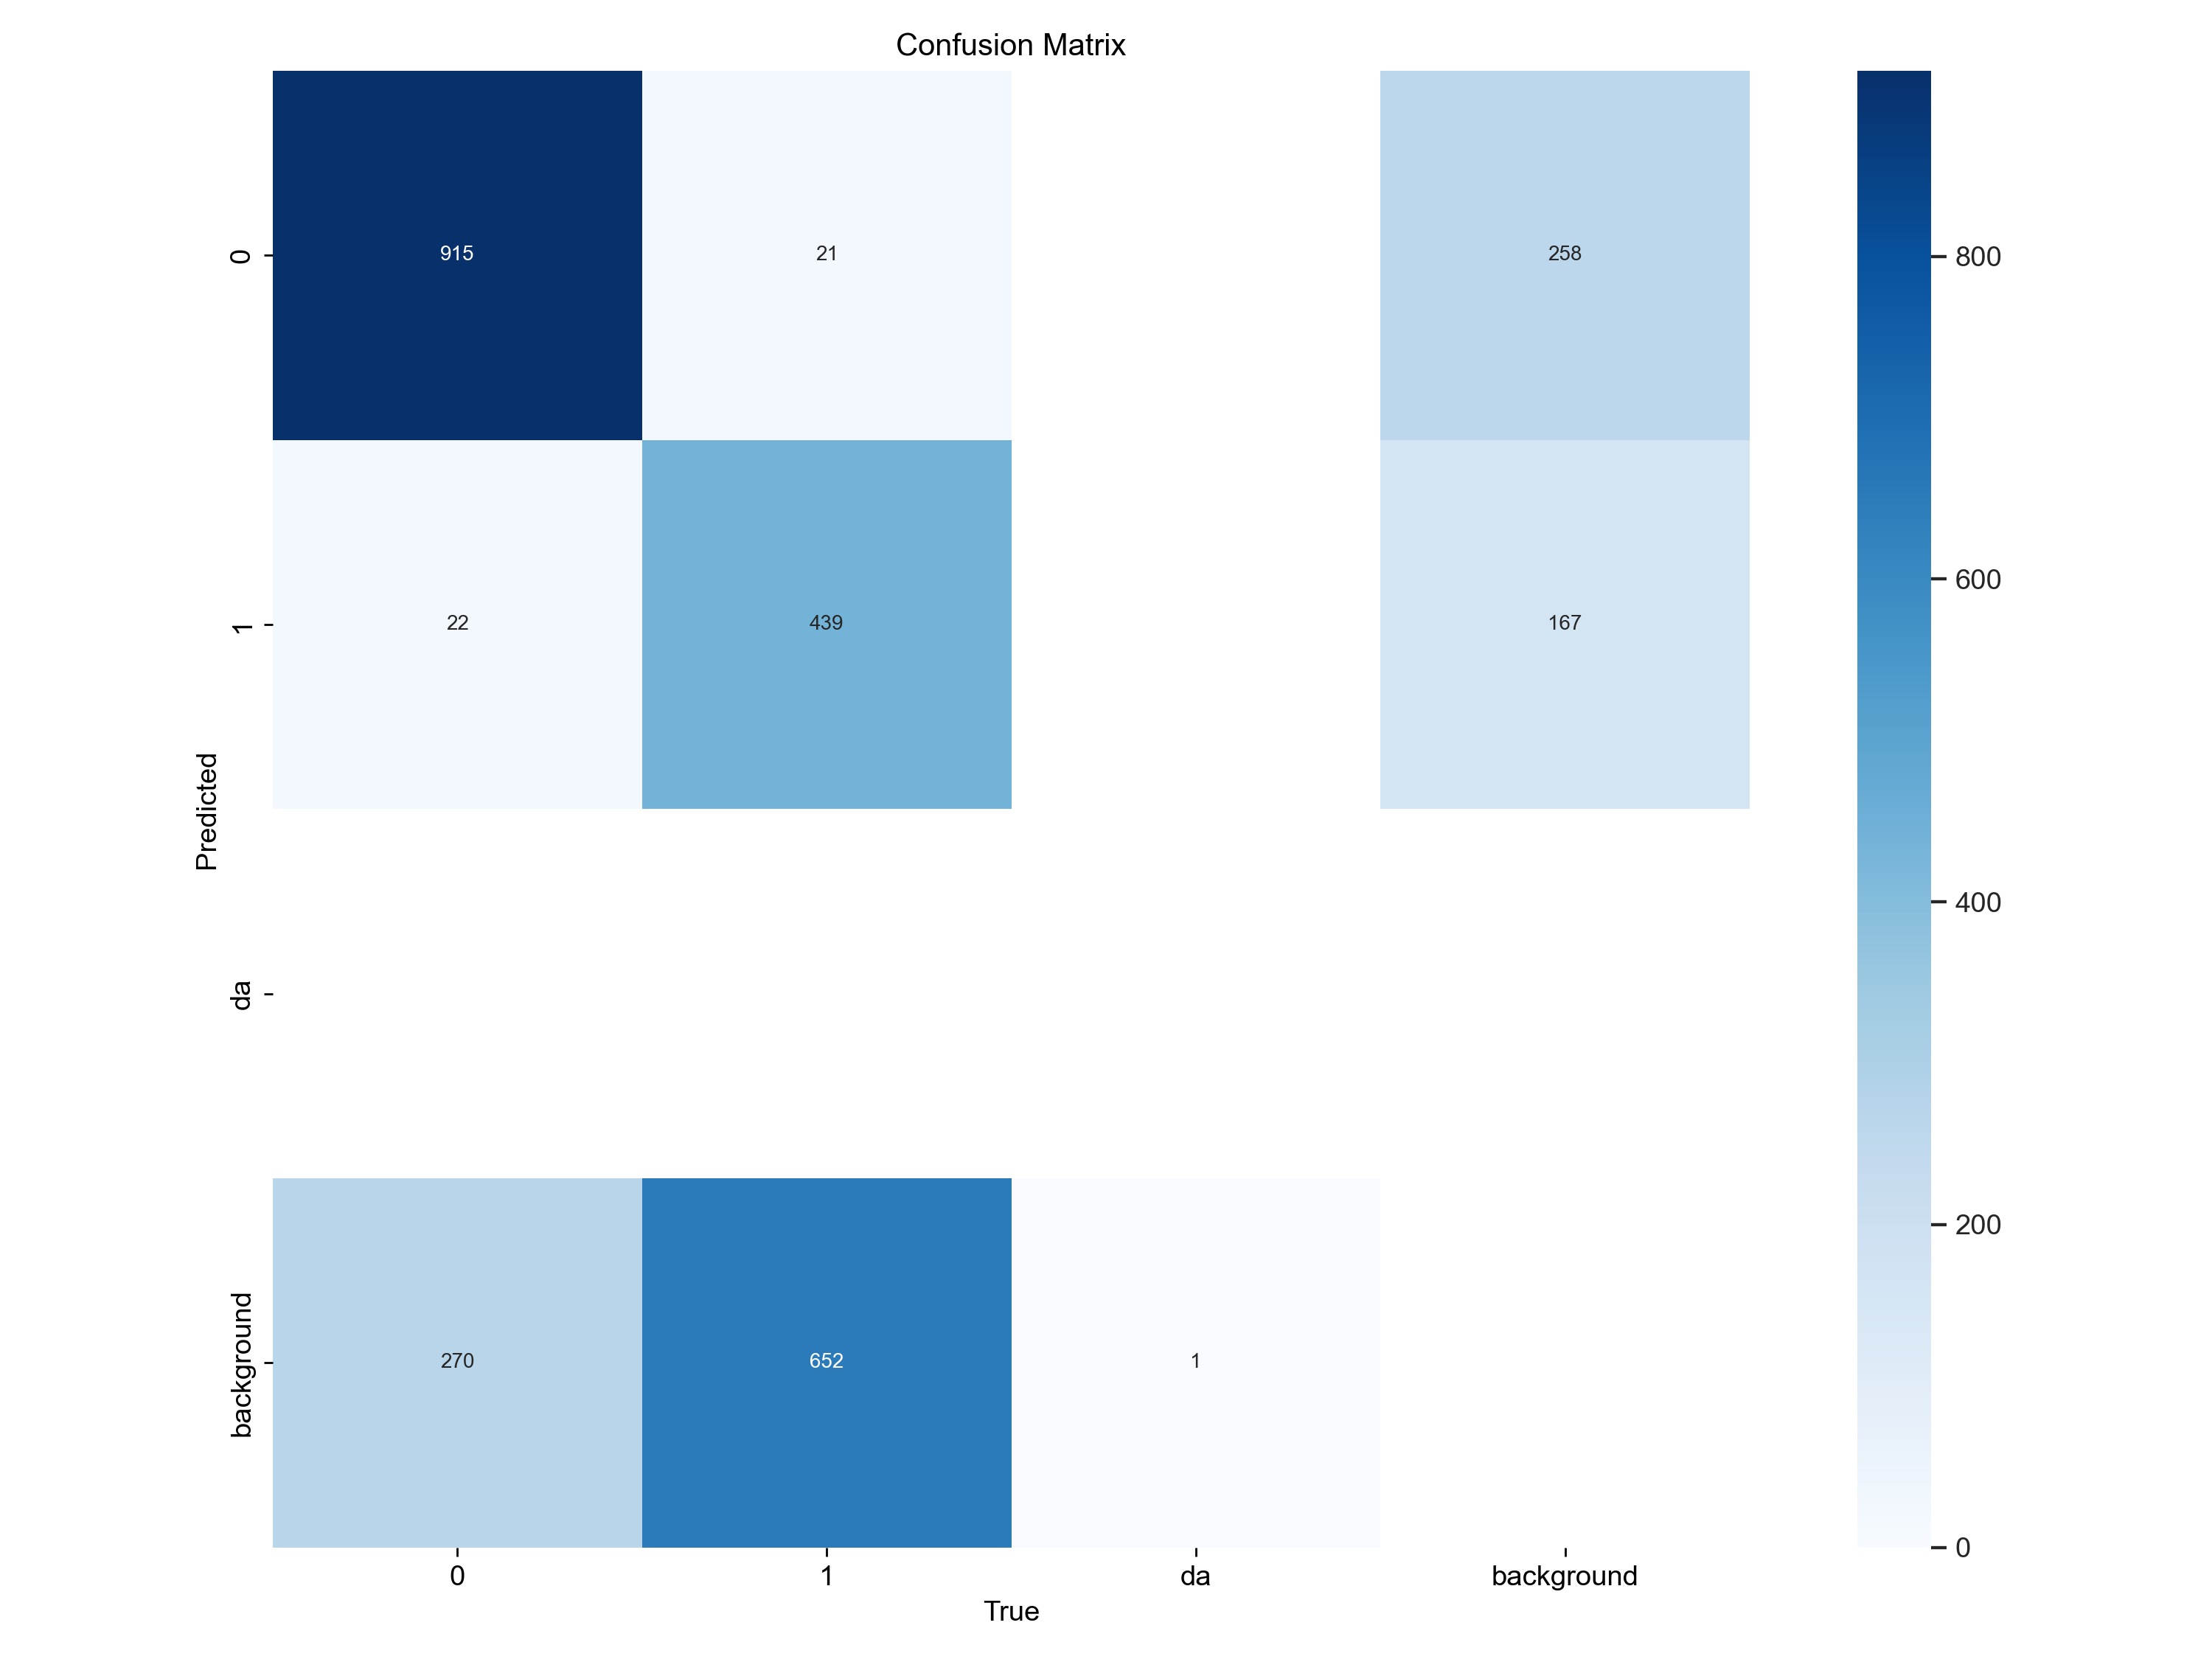 Confusion Matrix
0
915
21
258
800
1
22
439
167
600
Predicted
400
da
200
background
270
652
1
0
0
1
da
background
True